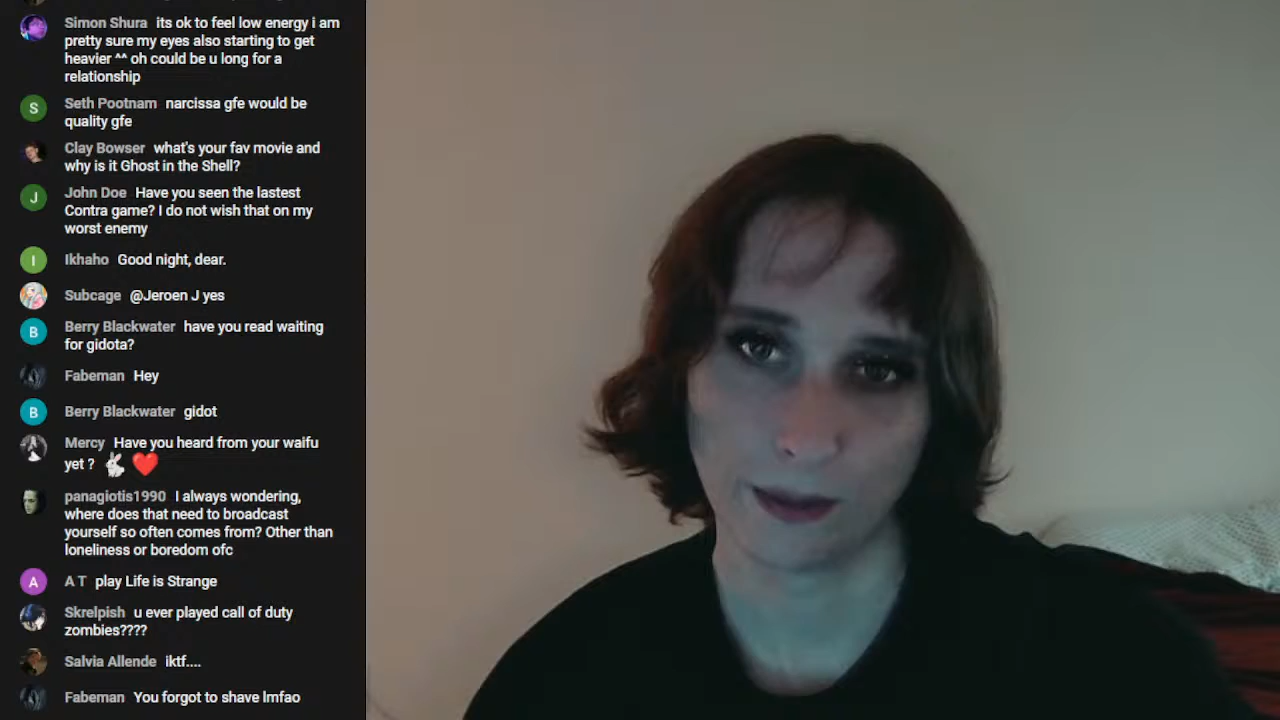 Simon Shura its ok to feel low energy i am
pretty sure my eyes also starting to get
heavier ^^ oh could be u long for a
relationship
S
Seth Pootnam narcissa gfe would be
quality gfe
Clay Bowser what's your fav movie and
why is it Ghost in the Shell?
J
John Doe Have you seen the lastest
Contra game? I do not wish that on my
worst enemy
I
Ikhaho Good night, dear.
Subcage @Jeroen J yes
B
Berry Blackwater have you read waiting
for gidota?
Fabeman Hey
B
Berry Blackwater gidot
Mercy Have you heard from your waifu
yet ? 🐇 ❤️
panagiotis1990 I always wondering,
where does that need to broadcast
yourself so often comes from? Other than
loneliness or boredom ofc
A
A T play Life is Strange
Skrelpish u ever played call of duty
zombies????
Salvia Allende iktf....
Fabeman You forgot to shave lmfao